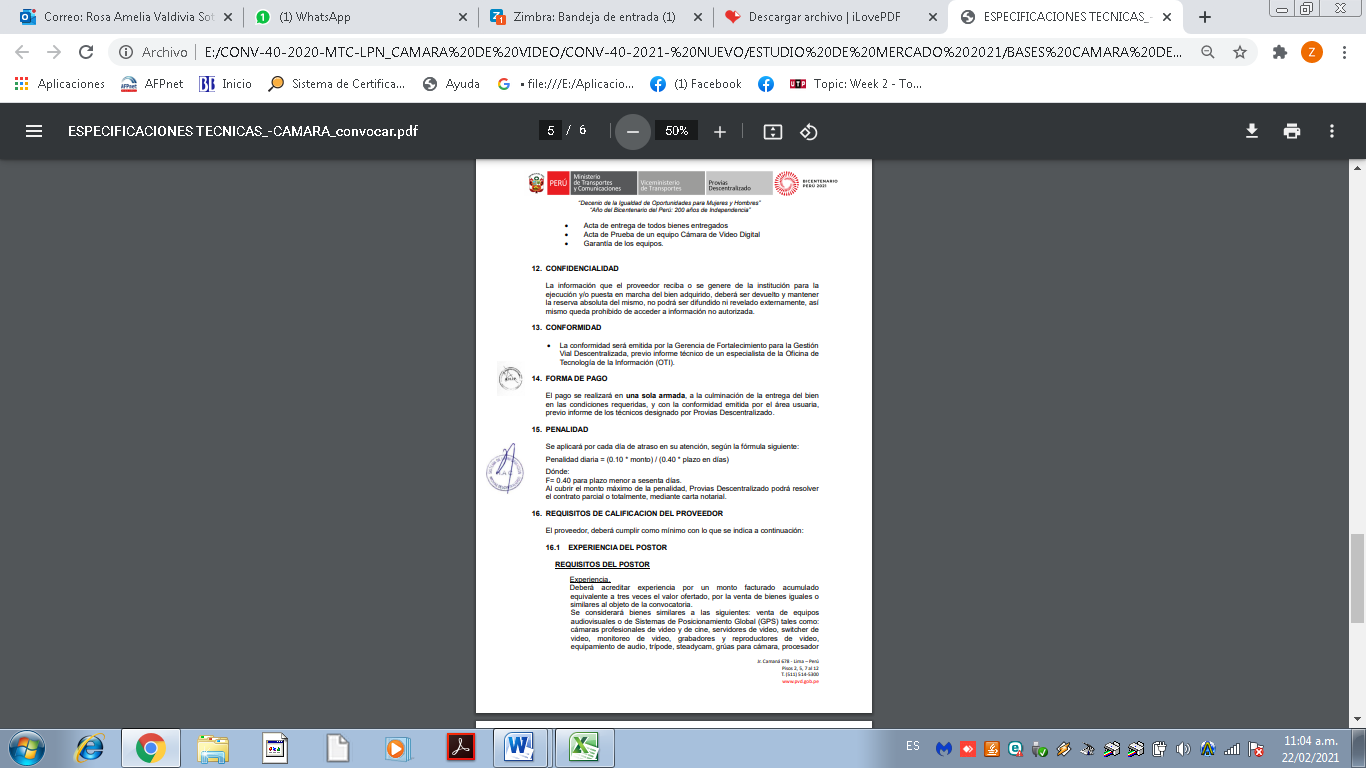 Correo: Rosa Amelia Valdivia Sot
(1) WhatsApp
Zimbra: Bandeja de entrada (1)
Descargar archivo | iLovePDF
ESPECIFICACIONES TECNICAS_-
Archivo | E:/CONV-40-2020-MTC-LPN_CAMARA%20DE%20VIDEO/CONV-40-2021-%20NUEVO/ESTUDIO%20DE%20MERCADO%202021/BASES%20CAMARA%20DE...
Z
Aplicaciones
AFPnet
Inicio
Sistema de Certifica...
Ayuda
▪ file:///E:/Aplicacio...
(1) Facebook
Topic: Week 2 - To...
ESPECIFICACIONES TECNICAS_-CAMARA_convocar.pdf
5 / 6
50%
PERÚ
Ministerio
de Transportes
y Comunicaciones
Viceministerio
de Transportes
Provias
Descentralizado
BICENTENARIO
PERÚ 2021
"Decenio de la Igualdad de Oportunidades para Mujeres y Hombres"
"Año del Bicentenario del Perú: 200 años de Independencia"
• Acta de entrega de todos bienes entregados
• Acta de Prueba de un equipo Cámara de Video Digital
• Garantía de los equipos.
12. CONFIDENCIALIDAD
La información que el proveedor reciba o se genere de la institución para la
ejecución y/o puesta en marcha del bien adquirido, deberá ser devuelto y mantener
la reserva absoluta del mismo, no podrá ser difundido ni revelado externamente, así
mismo queda prohibido de acceder a información no autorizada.
13. CONFORMIDAD
• La conformidad será emitida por la Gerencia de Fortalecimiento para la Gestión
Vial Descentralizada, previo informe técnico de un especialista de la Oficina de
Tecnología de la Información (OTI).
14. FORMA DE PAGO
El pago se realizará en una sola armada, a la culminación de la entrega del bien
en las condiciones requeridas, y con la conformidad emitida por el área usuaria,
previo informe de los técnicos designado por Provias Descentralizado.
15. PENALIDAD
Se aplicará por cada día de atraso en su atención, según la fórmula siguiente:
Penalidad diaria = (0.10 * monto) / (0.40 * plazo en días)
Dónde:
F= 0.40 para plazo menor a sesenta días.
Al cubrir el monto máximo de la penalidad, Provias Descentralizado podrá resolver
el contrato parcial o totalmente, mediante carta notarial.
16. REQUISITOS DE CALIFICACION DEL PROVEEDOR
El proveedor, deberá cumplir como mínimo con lo que se indica a continuación:
16.1 EXPERIENCIA DEL POSTOR
REQUISITOS DEL POSTOR
Experiencia.
Deberá acreditar experiencia por un monto facturado acumulado
equivalente a tres veces el valor ofertado, por la venta de bienes iguales o
similares al objeto de la convocatoria.
Se considerará bienes similares a las siguientes: venta de equipos
audiovisuales o de Sistemas de Posicionamiento Global (GPS) tales como:
cámaras profesionales de video y de cine, servidores de video, switcher de
video, monitoreo de video, grabadores y reproductores de video,
equipamiento de audio, trípode, steadycam, grúas para cámara, procesador
Jr. Camaná 678 - Lima – Perú
Pisos 2, 5, 7 al 12
T. (511) 514-5300
www.pvd.gob.pe
ES
11:04 a.m.
22/02/2021